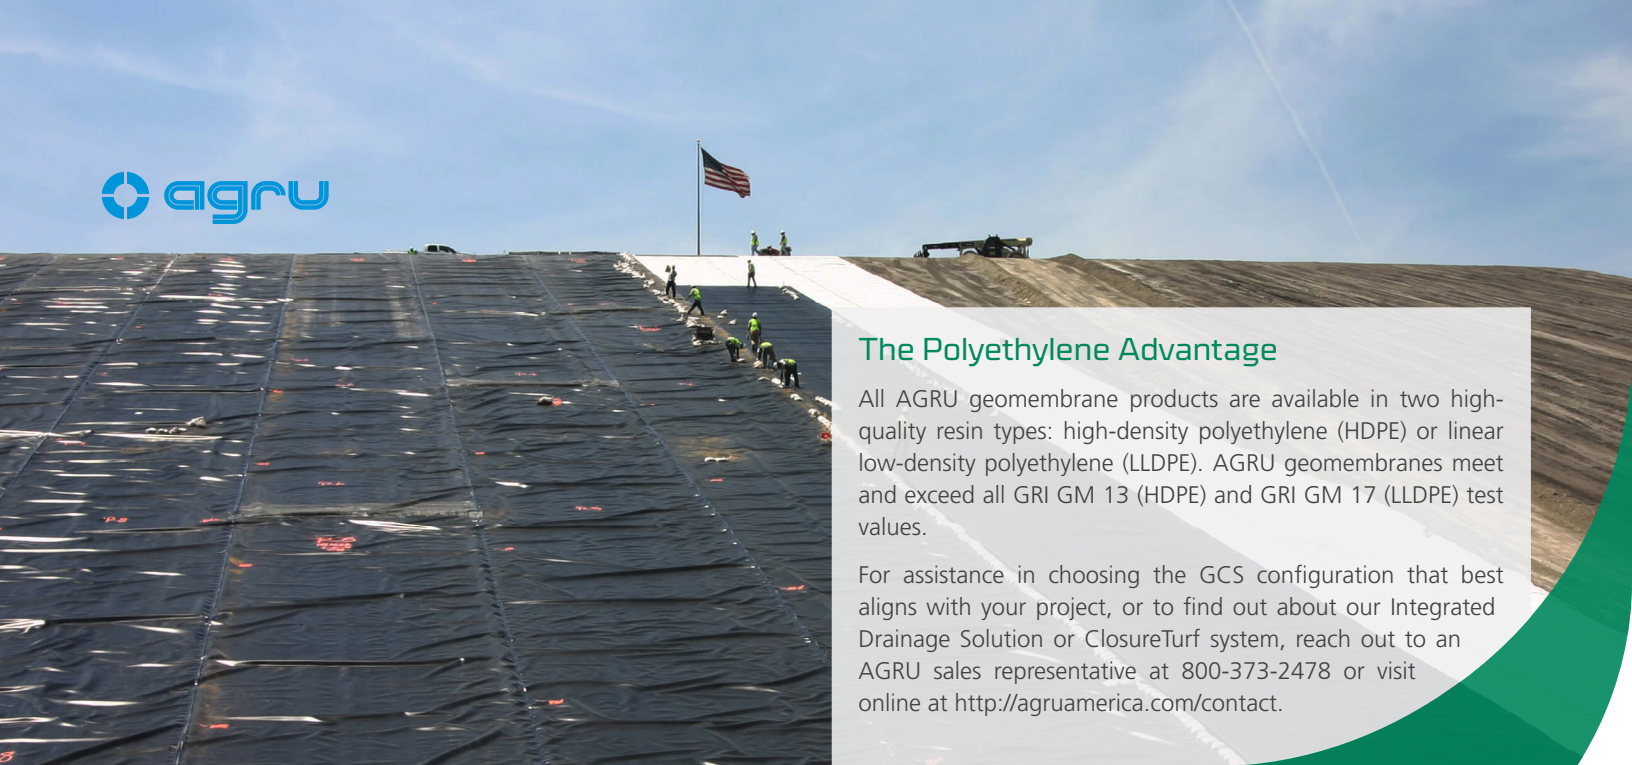 agru
The Polyethylene Advantage
All AGRU geomembrane products are available in two high-
quality resin types: high-density polyethylene (HDPE) or linear
low-density polyethylene (LLDPE). AGRU geomembranes meet
and exceed all GRI GM 13 (HDPE) and GRI GM 17 (LLDPE) test
values.
For assistance in choosing the GCS configuration that best
aligns with your project, or to find out about our Integrated
Drainage Solution or ClosureTurf system, reach out to an
AGRU sales representative at 800-373-2478 or visit
online at http://agruamerica.com/contact.